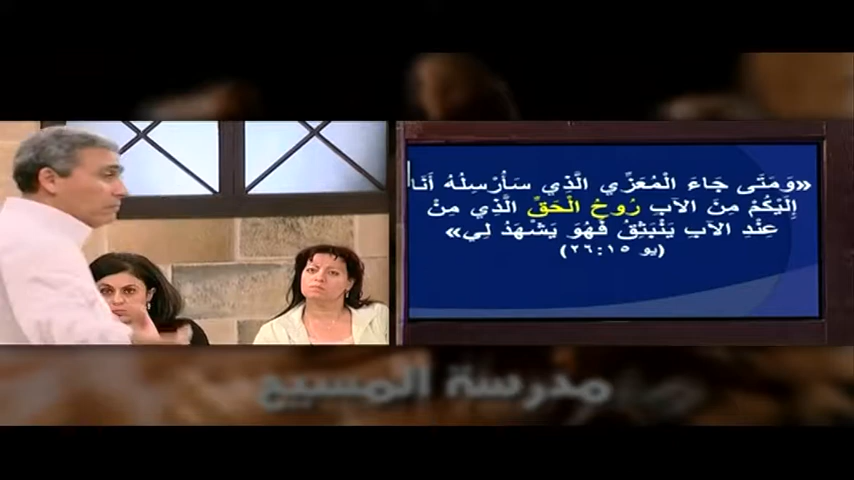 «وَمَتَى جَاءَ الْمُعَزِّي الَّذِي سَأُرْسِلُهُ أَنَا
إِلَيْكُمْ مِنَ الآبِ رُوحُ الْحَقِّ الَّذِي مِنْ
عِنْدِ الآبِ يَنْبَثِقُ فَهُوَ يَشْهَدُ لِي»
(يو ١٥:٢٦)
مدرسة المسيح